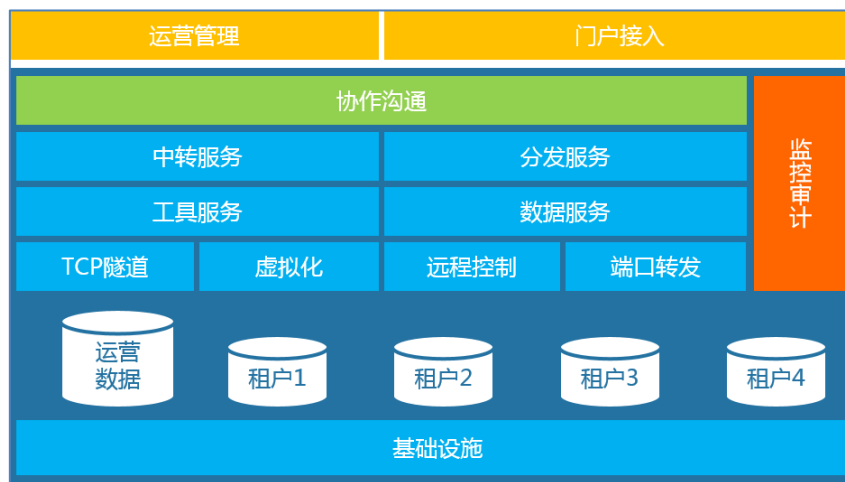 运营管理
门户接入
协作沟通
监控审计
中转服务
分发服务
工具服务
数据服务
TCP隧道
虚拟化
远程控制
端口转发
运营
数据
租户1
租户2
租户3
租户4
基础设施